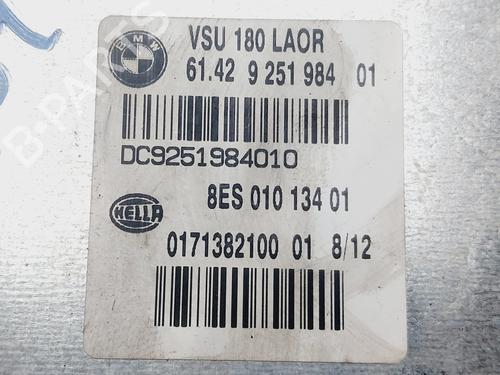 BMW
VSU 180 LAOR
61.42 9 251 984 01
DC9251984010
8ES 010 134 01
HELLA
0171382100 01 8/12
B-PARTS